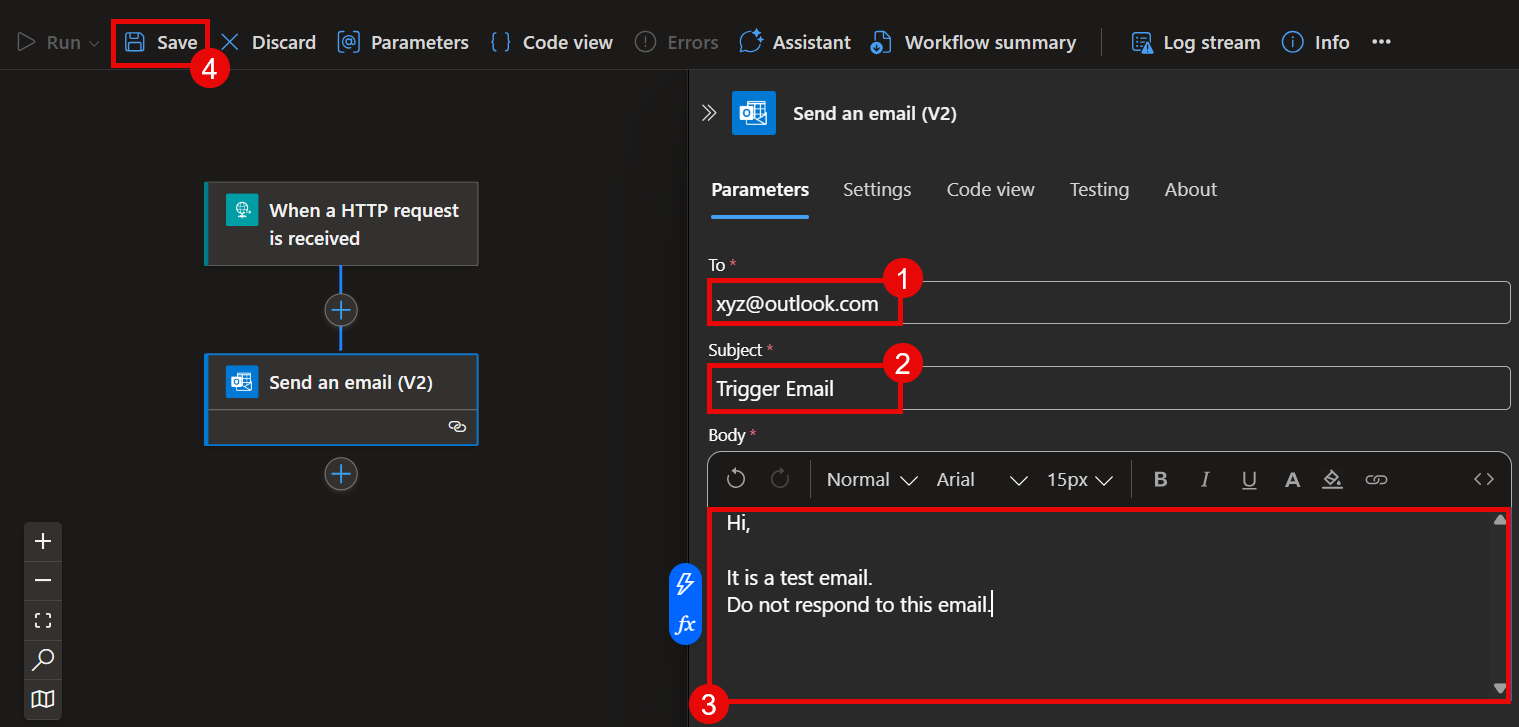 Run Save Discard Parameters Code view Errors Assistant Workflow summary Log stream Info
4
When a HTTP request
is received
Send an email (V2)
Send an email (V2)
Parameters Settings Code view Testing About
To *
1
xyz@outlook.com
Subject *
2
Trigger Email
Body *
Normal Arial 15px B I U A
Hi,
It is a test email.
Do not respond to this email.
fx
3